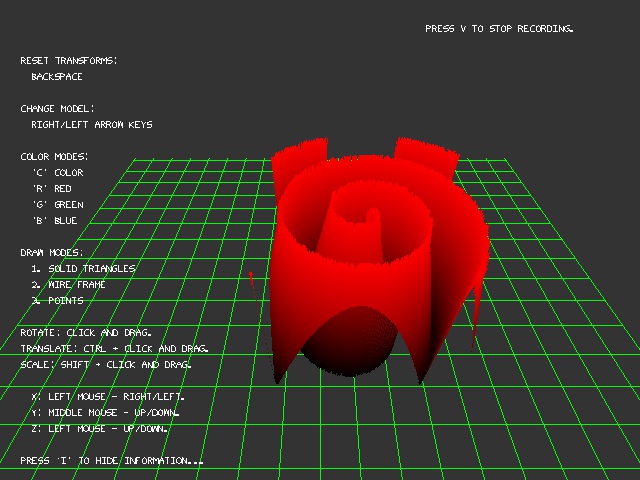 PRESS V TO STOP RECORDING.
RESET TRANSFORMS:
BACKSPACE
CHANGE MODEL:
RIGHT/LEFT ARROW KEYS
COLOR MODES:
'C' COLOR
'R' RED
'G' GREEN
'B' BLUE
DRAW MODES:
1. SOLID TRIANGLES
2. WIRE FRAME
3. POINTS
ROTATE: CLICK AND DRAG.
TRANSLATE: CTRL + CLICK AND DRAG.
SCALE: SHIFT + CLICK AND DRAG.
X: LEFT MOUSE - RIGHT/LEFT.
Y: MIDDLE MOUSE - UP/DOWN.
Z: LEFT MOUSE - UP/DOWN.
PRESS 'I' TO HIDE INFORMATION...